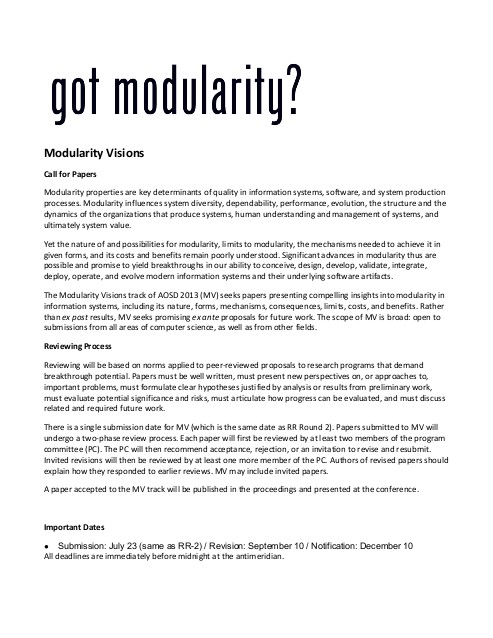 got modularity?
Modularity Visions
Call for Papers
Modularity properties are key determinants of quality in information systems, software, and system production
processes. Modularity influences system diversity, dependability, performance, evolution, the structure and the
dynamics of the organizations that produce systems, human understanding and management of systems, and
ultimately system value.
Yet the nature of and possibilities for modularity, limits to modularity, the mechanisms needed to achieve it in
given forms, and its costs and benefits remain poorly understood. Significant advances in modularity thus are
possible and promise to yield breakthroughs in our ability to conceive, design, develop, validate, integrate,
deploy, operate, and evolve modern information systems and their underlying software artifacts.
The Modularity Visions track of AOSD 2013 (MV) seeks papers presenting compelling insights into modularity in
information systems, including its nature, forms, mechanisms, consequences, limits, costs, and benefits. Rather
than ex post results, MV seeks promising ex ante proposals for future work. The scope of MV is broad: open to
submissions from all areas of computer science, as well as from other fields.
Reviewing Process
Reviewing will be based on norms applied to peer-reviewed proposals to research programs that demand
breakthrough potential. Papers must be well written, must present new perspectives on, or approaches to,
important problems, must formulate clear hypotheses justified by analysis or results from preliminary work,
must evaluate potential significance and risks, must articulate how progress can be evaluated, and must discuss
related and required future work.
There is a single submission date for MV (which is the same date as RR Round 2). Papers submitted to MV will
undergo a two-phase review process. Each paper will first be reviewed by at least two members of the program
committee (PC). The PC will then recommend acceptance, rejection, or an invitation to revise and resubmit.
Invited revisions will then be reviewed by at least one more member of the PC. Authors of revised papers should
explain how they responded to earlier reviews. MV may include invited papers.
A paper accepted to the MV track will be published in the proceedings and presented at the conference.
Important Dates
• Submission: July 23 (same as RR-2) / Revision: September 10 / Notification: December 10
All deadlines are immediately before midnight at the antimeridian.